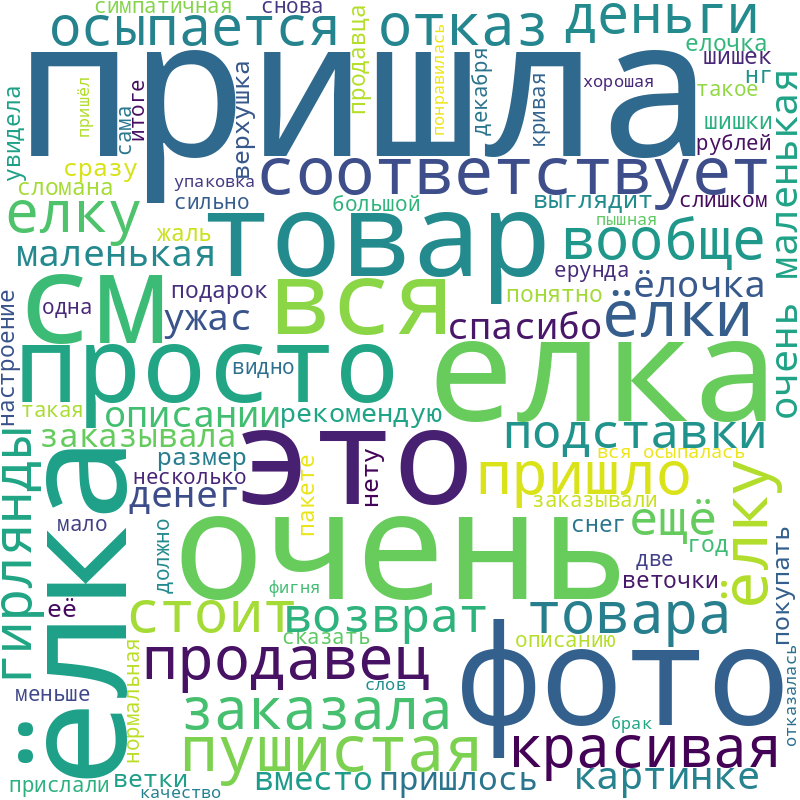 симпатичная
снова
осыпается
отказ
деньги
пришла
пришёл
сама
итоге
верхушка
продавца
понравилась
декабря
кривая
хорошая
елочка
шишек
нг
такое
шишки
рублей
увидела
сразу
сломана
упаковка
сильно
соответствует
большой
выглядит
слишком
пышная
маленькая
очень маленькая
елку
жаль
товар
вообще
ерунда
ёлочка
см
одна
подарок
ужас
вся
понятно
спасибо
ёлки
настроение
просто
видно
елка
такая
описании
рекомендую
заказывала
размер
несколько
денег
это
нету
подставки
вся осыпалась
пришло
заказывали
гирлянды
ёлка
мало
должно
пакете
очень
снег
ещё
год
две
веточки
ёлку
покупать
её
фигня
стоит
возврат
сказать
товара
описанию
фото
отказалась
нормальная
продавец
меньше
слов
заказала
брак
пушистая
красивая
прислали
ветки
качество
вместо
пришлось
картинке